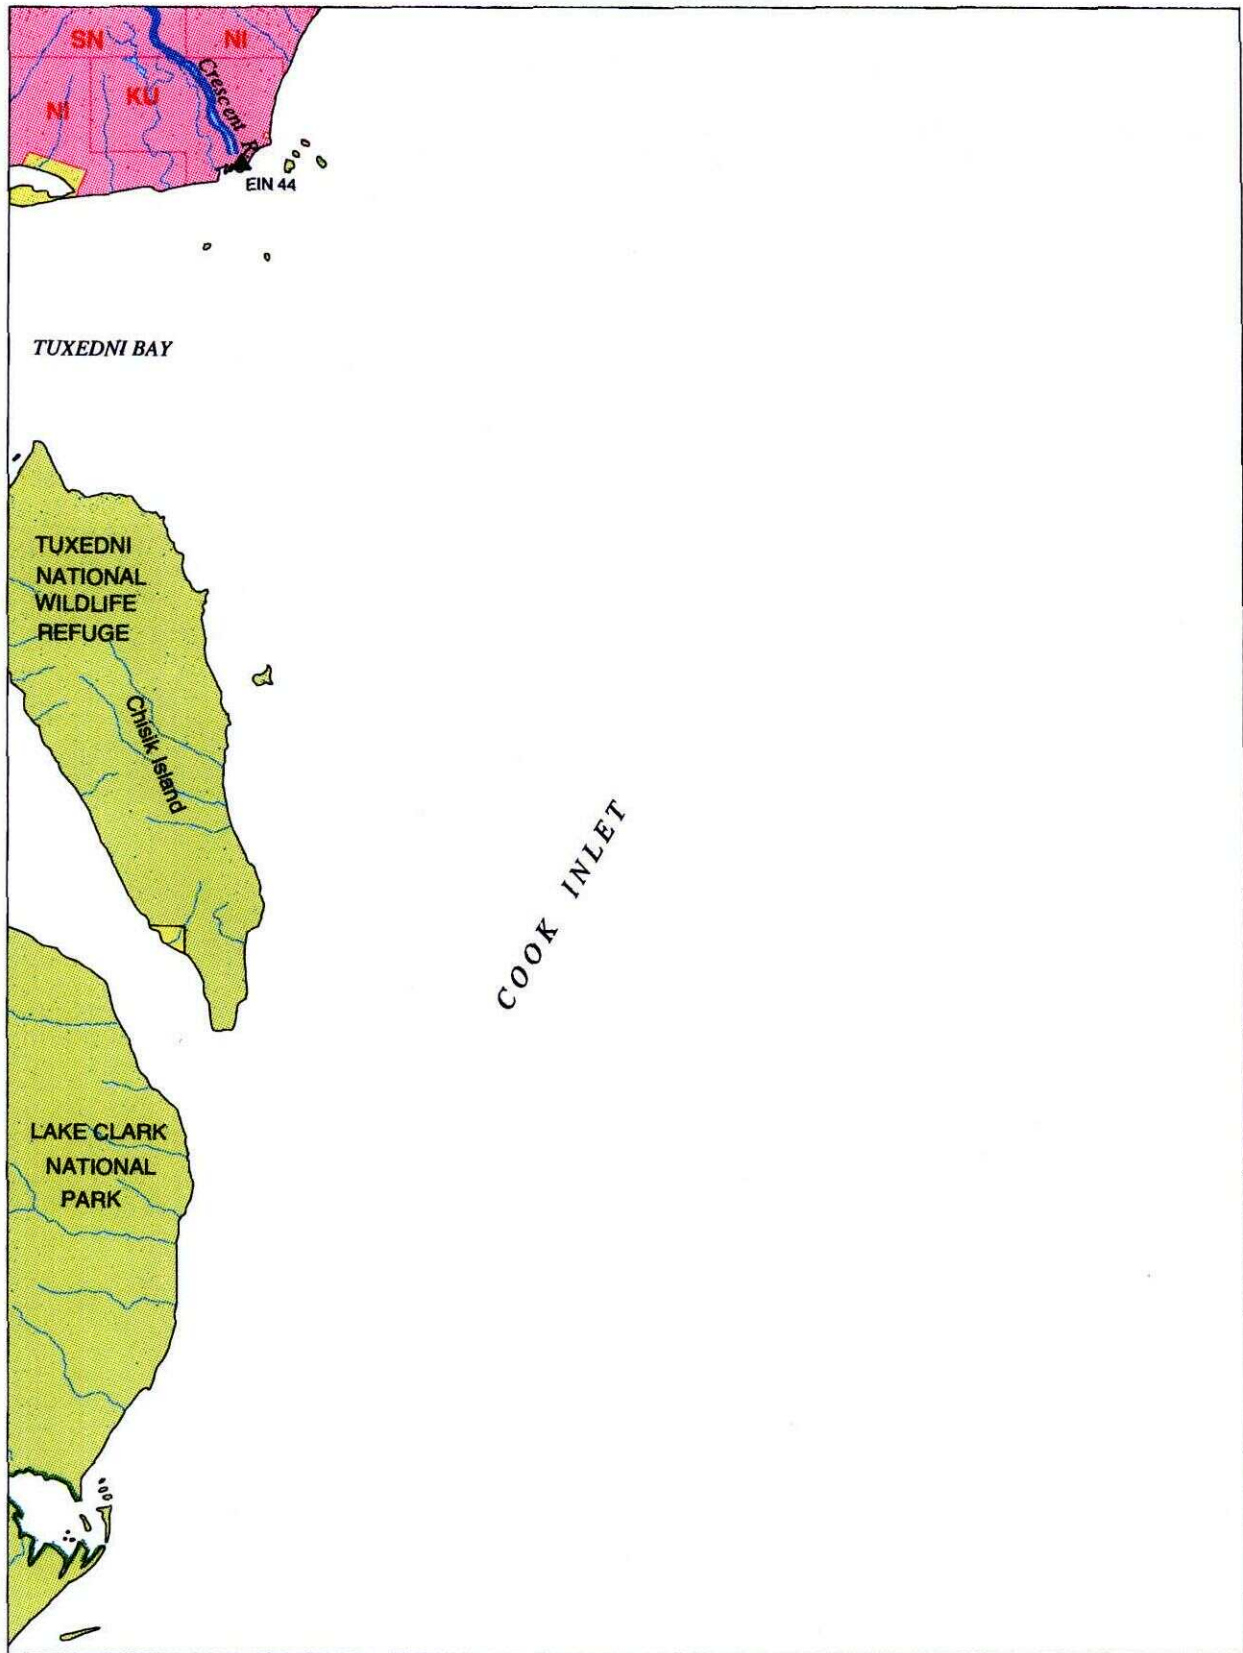 SN
NI
NI
KU
Crescent R.
EIN 44
TUXEDNI BAY
TUXEDNI
NATIONAL
WILDLIFE
REFUGE
Chisik Island
COOK INLET
LAKE CLARK
NATIONAL
PARK